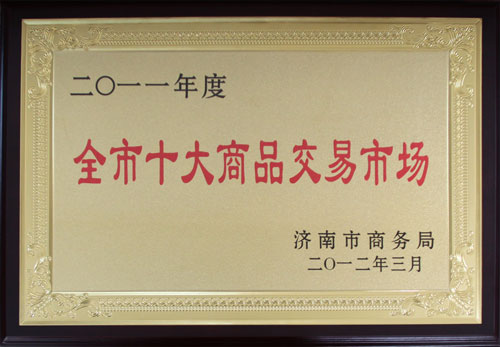 二〇一一年度
全市十大商品交易市场
济南市商务局
二〇一二年三月